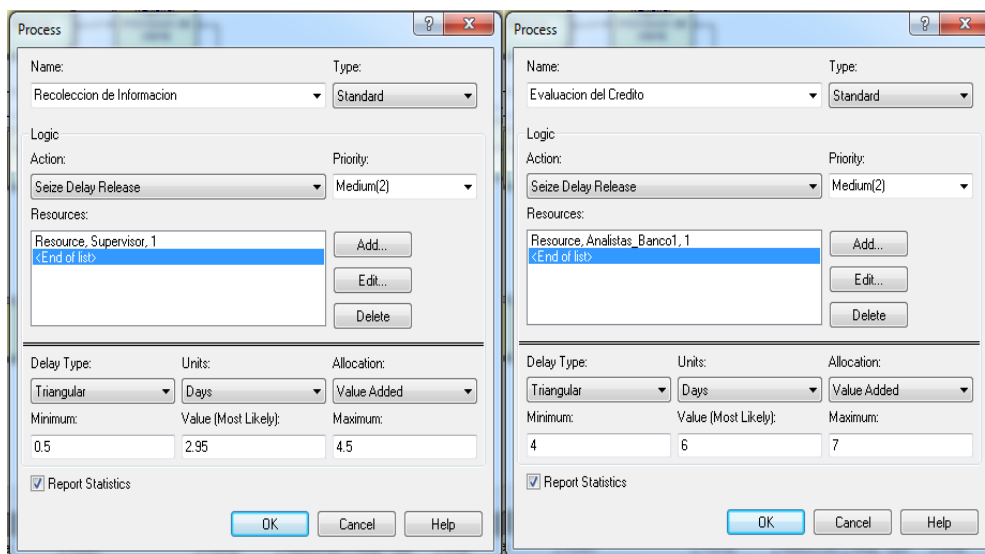 Process
Name:
Type:
Recoleccion de Informacion
Standard
Logic
Action:
Priority:
Seize Delay Release
Medium(2)
Resources:
Resource, Supervisor, 1
<End of list>
Add...
Edit...
Delete
Delay Type:
Units:
Allocation:
Triangular
Days
Value Added
Minimum:
Value (Most Likely):
Maximum:
0.5
2.95
4.5
Report Statistics
OK
Cancel
Help
Process
Name:
Type:
Evaluacion del Credito
Standard
Logic
Action:
Priority:
Seize Delay Release
Medium(2)
Resources:
Resource, Analistas_Banco1, 1
<End of list>
Add...
Edit...
Delete
Delay Type:
Units:
Allocation:
Triangular
Days
Value Added
Minimum:
Value (Most Likely):
Maximum:
4
6
7
Report Statistics
OK
Cancel
Help